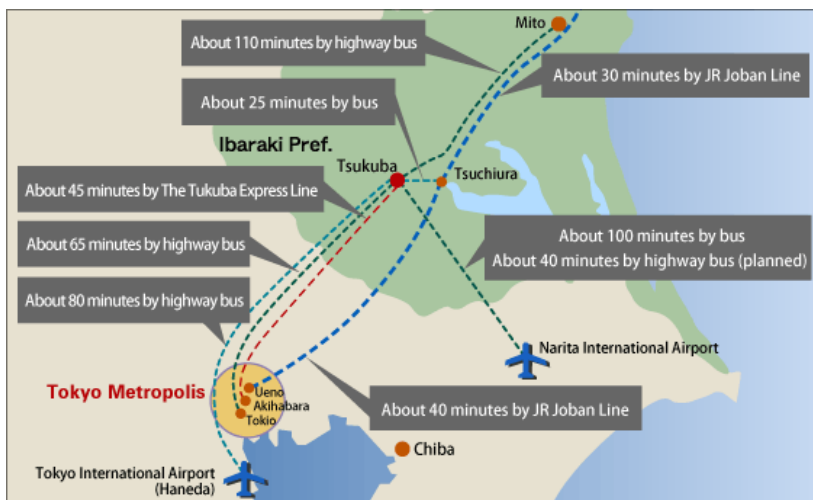 Mito
About 110 minutes by highway bus
About 30 minutes by JR Joban Line
About 25 minutes by bus
Ibaraki Pref.
Tsukuba
Tsuchiura
About 45 minutes by The Tukuba Express Line
About 65 minutes by highway bus
About 100 minutes by bus
About 40 minutes by highway bus (planned)
About 80 minutes by highway bus
Narita International Airport
Tokyo Metropolis
Ueno
Akihabara
Tokio
About 40 minutes by JR Joban Line
Chiba
Tokyo International Airport
(Haneda)